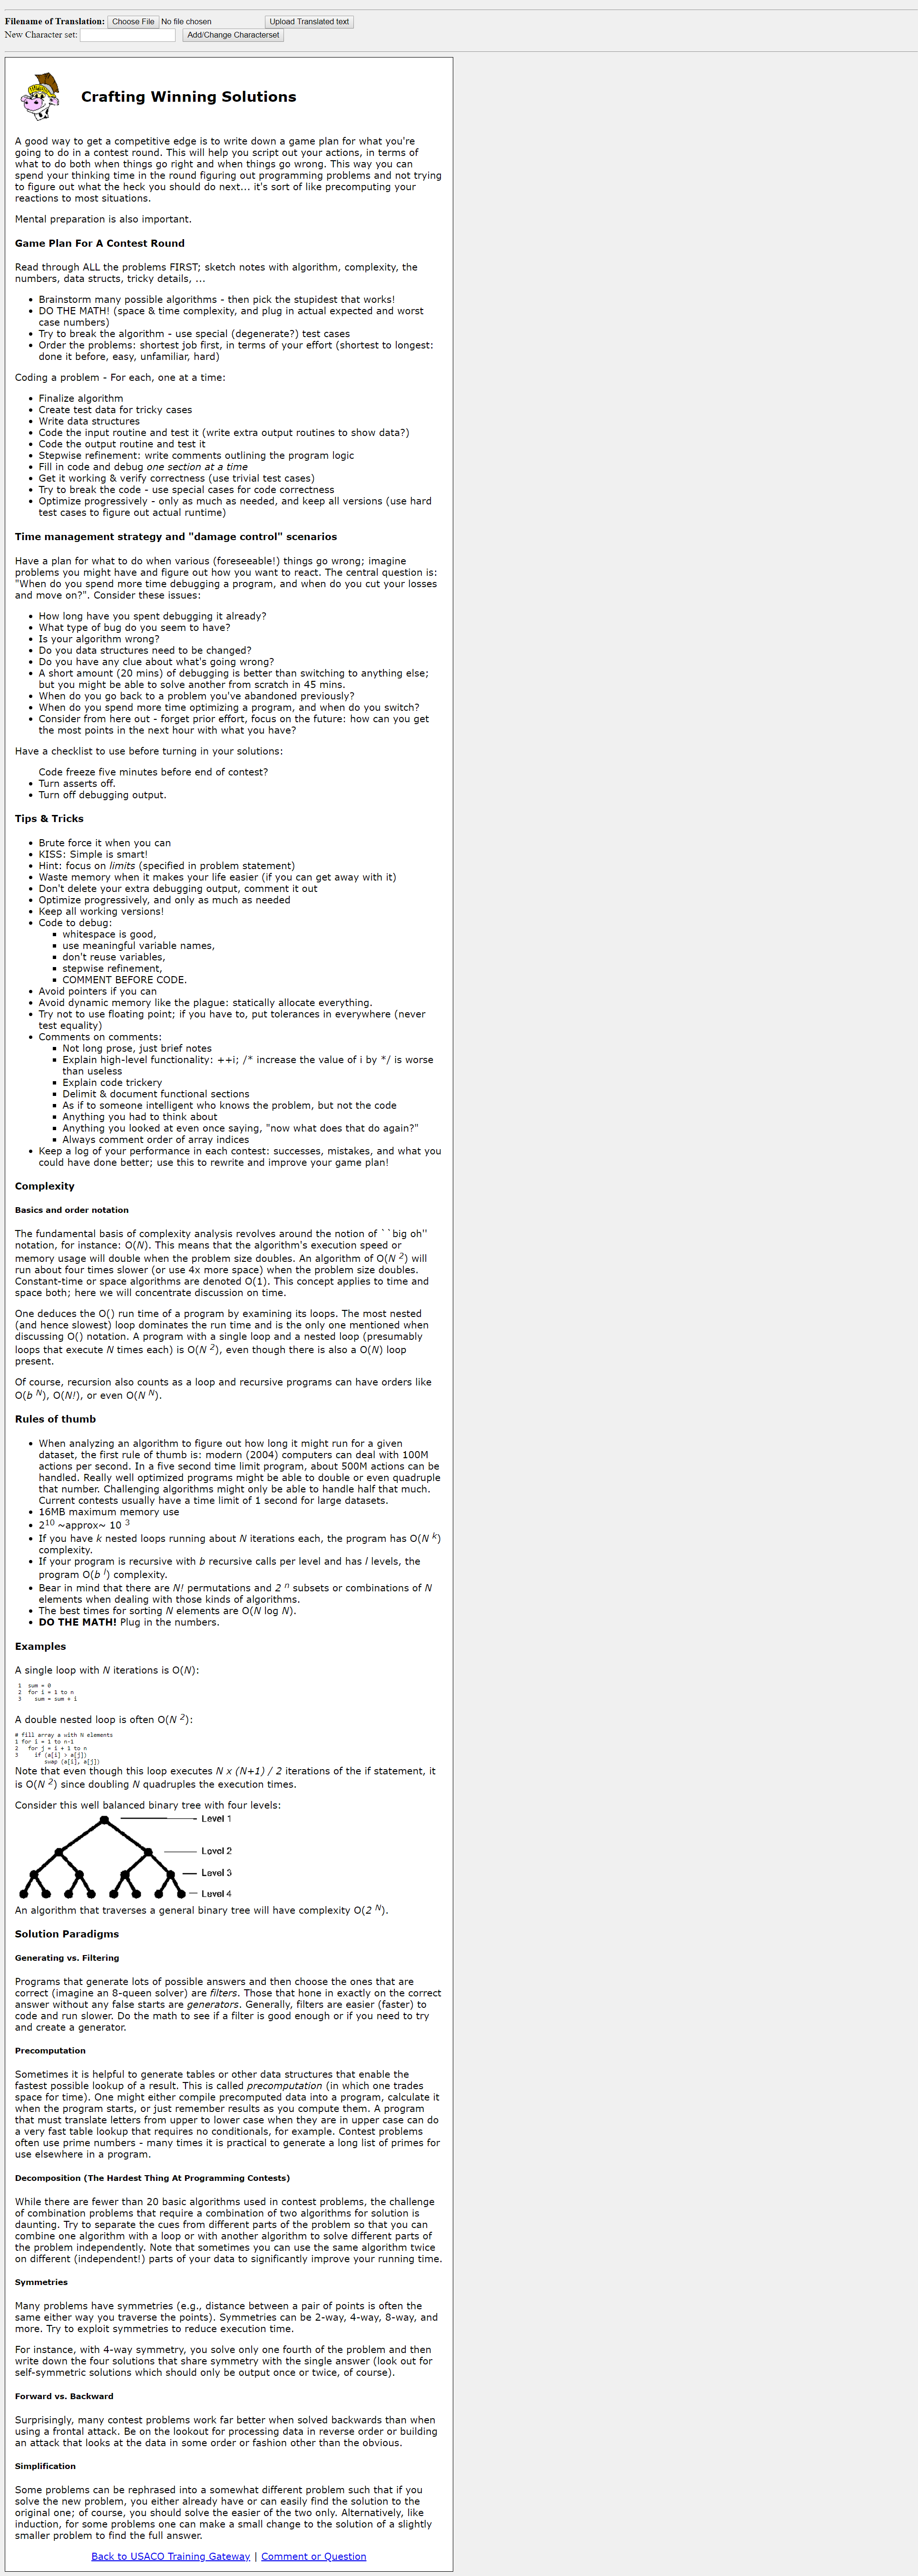 Filename of Translation: Choose File No file chosen Upload Translated text
New Character set: Add/Change Characterset
Crafting Winning Solutions
A good way to get a competitive edge is to write down a game plan for what you're
going to do in a contest round. This will help you script out your actions, in terms of
what to do both when things go right and when things go wrong. This way you can
spend your thinking time in the round figuring out programming problems and not trying
to figure out what the heck you should do next... it's sort of like precomputing your
reactions to most situations.
Mental preparation is also important.
Game Plan For A Contest Round
Read through ALL the problems FIRST; sketch notes with algorithm, complexity, the
numbers, data structs, tricky details, ...
• Brainstorm many possible algorithms - then pick the stupidest that works!
• DO THE MATH! (space & time complexity, and plug in actual expected and worst
case numbers)
• Try to break the algorithm - use special (degenerate?) test cases
• Order the problems: shortest job first, in terms of your effort (shortest to longest:
done it before, easy, unfamiliar, hard)
Coding a problem - For each, one at a time:
• Finalize algorithm
• Create test data for tricky cases
• Write data structures
• Code the input routine and test it (write extra output routines to show data?)
• Code the output routine and test it
• Stepwise refinement: write comments outlining the program logic
• Fill in code and debug one section at a time
• Get it working & verify correctness (use trivial test cases)
• Try to break the code - use special cases for code correctness
• Optimize progressively - only as much as needed, and keep all versions (use hard
test cases to figure out actual runtime)
Time management strategy and "damage control" scenarios
Have a plan for what to do when various (foreseeable!) things go wrong; imagine
problems you might have and figure out how you want to react. The central question is:
"When do you spend more time debugging a program, and when do you cut your losses
and move on?". Consider these issues:
• How long have you spent debugging it already?
• What type of bug do you seem to have?
• Is your algorithm wrong?
• Do you data structures need to be changed?
• Do you have any clue about what's going wrong?
• A short amount (20 mins) of debugging is better than switching to anything else;
but you might be able to solve another from scratch in 45 mins.
• When do you go back to a problem you've abandoned previously?
• When do you spend more time optimizing a program, and when do you switch?
• Consider from here out - forget prior effort, focus on the future: how can you get
the most points in the next hour with what you have?
Have a checklist to use before turning in your solutions:
Code freeze five minutes before end of contest?
• Turn asserts off.
• Turn off debugging output.
Tips & Tricks
• Brute force it when you can
• KISS: Simple is smart!
• Hint: focus on limits (specified in problem statement)
• Waste memory when it makes your life easier (if you can get away with it)
• Don't delete your extra debugging output, comment it out
• Optimize progressively, and only as much as needed
• Keep all working versions!
• Code to debug:
▪ whitespace is good,
▪ use meaningful variable names,
▪ don't reuse variables,
▪ stepwise refinement,
▪ COMMENT BEFORE CODE.
• Avoid pointers if you can
• Avoid dynamic memory like the plague: statically allocate everything.
• Try not to use floating point; if you have to, put tolerances in everywhere (never
test equality)
• Comments on comments:
▪ Not long prose, just brief notes
▪ Explain high-level functionality: ++i; /* increase the value of i by */ is worse
than useless
▪ Explain code trickery
▪ Delimit & document functional sections
▪ As if to someone intelligent who knows the problem, but not the code
▪ Anything you had to think about
▪ Anything you looked at even once saying, "now what does that do again?"
▪ Always comment order of array indices
• Keep a log of your performance in each contest: successes, mistakes, and what you
could have done better; use this to rewrite and improve your game plan!
Complexity
Basics and order notation
The fundamental basis of complexity analysis revolves around the notion of ``big oh''
notation, for instance: O(N). This means that the algorithm's execution speed or
memory usage will double when the problem size doubles. An algorithm of O(N ²) will
run about four times slower (or use 4x more space) when the problem size doubles.
Constant-time or space algorithms are denoted O(1). This concept applies to time and
space both; here we will concentrate discussion on time.
One deduces the O() run time of a program by examining its loops. The most nested
(and hence slowest) loop dominates the run time and is the only one mentioned when
discussing O() notation. A program with a single loop and a nested loop (presumably
loops that execute N times each) is O(N ²), even though there is also a O(N) loop
present.
Of course, recursion also counts as a loop and recursive programs can have orders like
O(b ᴺ), O(N!), or even O(N ᴺ).
Rules of thumb
• When analyzing an algorithm to figure out how long it might run for a given
dataset, the first rule of thumb is: modern (2004) computers can deal with 100M
actions per second. In a five second time limit program, about 500M actions can be
handled. Really well optimized programs might be able to double or even quadruple
that number. Challenging algorithms might only be able to handle half that much.
Current contests usually have a time limit of 1 second for large datasets.
• 16MB maximum memory use
• 2¹⁰ ~approx~ 10 ³
• If you have k nested loops running about N iterations each, the program has O(N ᵏ)
complexity.
• If your program is recursive with b recursive calls per level and has l levels, the
program O(b ˡ) complexity.
• Bear in mind that there are N! permutations and 2 ⁿ subsets or combinations of N
elements when dealing with those kinds of algorithms.
• The best times for sorting N elements are O(N log N).
• DO THE MATH! Plug in the numbers.
Examples
A single loop with N iterations is O(N):
1 sum = 0
2 for i = 1 to n
3 sum = sum + i
A double nested loop is often O(N ²):
# fill array a with N elements
1 for i = 1 to n-1
2 for j = i + 1 to n
3 if (a[i] > a[j])
swap (a[i], a[j])
Note that even though this loop executes N x (N+1) / 2 iterations of the if statement, it
is O(N ²) since doubling N quadruples the execution times.
Consider this well balanced binary tree with four levels:
Level 1
Level 2
Level 3
Level 4
An algorithm that traverses a general binary tree will have complexity O(2 ᴺ).
Solution Paradigms
Generating vs. Filtering
Programs that generate lots of possible answers and then choose the ones that are
correct (imagine an 8-queen solver) are filters. Those that hone in exactly on the correct
answer without any false starts are generators. Generally, filters are easier (faster) to
code and run slower. Do the math to see if a filter is good enough or if you need to try
and create a generator.
Precomputation
Sometimes it is helpful to generate tables or other data structures that enable the
fastest possible lookup of a result. This is called precomputation (in which one trades
space for time). One might either compile precomputed data into a program, calculate it
when the program starts, or just remember results as you compute them. A program
that must translate letters from upper to lower case when they are in upper case can do
a very fast table lookup that requires no conditionals, for example. Contest problems
often use prime numbers - many times it is practical to generate a long list of primes for
use elsewhere in a program.
Decomposition (The Hardest Thing At Programming Contests)
While there are fewer than 20 basic algorithms used in contest problems, the challenge
of combination problems that require a combination of two algorithms for solution is
daunting. Try to separate the cues from different parts of the problem so that you can
combine one algorithm with a loop or with another algorithm to solve different parts of
the problem independently. Note that sometimes you can use the same algorithm twice
on different (independent!) parts of your data to significantly improve your running time.
Symmetries
Many problems have symmetries (e.g., distance between a pair of points is often the
same either way you traverse the points). Symmetries can be 2-way, 4-way, 8-way, and
more. Try to exploit symmetries to reduce execution time.
For instance, with 4-way symmetry, you solve only one fourth of the problem and then
write down the four solutions that share symmetry with the single answer (look out for
self-symmetric solutions which should only be output once or twice, of course).
Forward vs. Backward
Surprisingly, many contest problems work far better when solved backwards than when
using a frontal attack. Be on the lookout for processing data in reverse order or building
an attack that looks at the data in some order or fashion other than the obvious.
Simplification
Some problems can be rephrased into a somewhat different problem such that if you
solve the new problem, you either already have or can easily find the solution to the
original one; of course, you should solve the easier of the two only. Alternatively, like
induction, for some problems one can make a small change to the solution of a slightly
smaller problem to find the full answer.
Back to USACO Training Gateway | Comment or Question